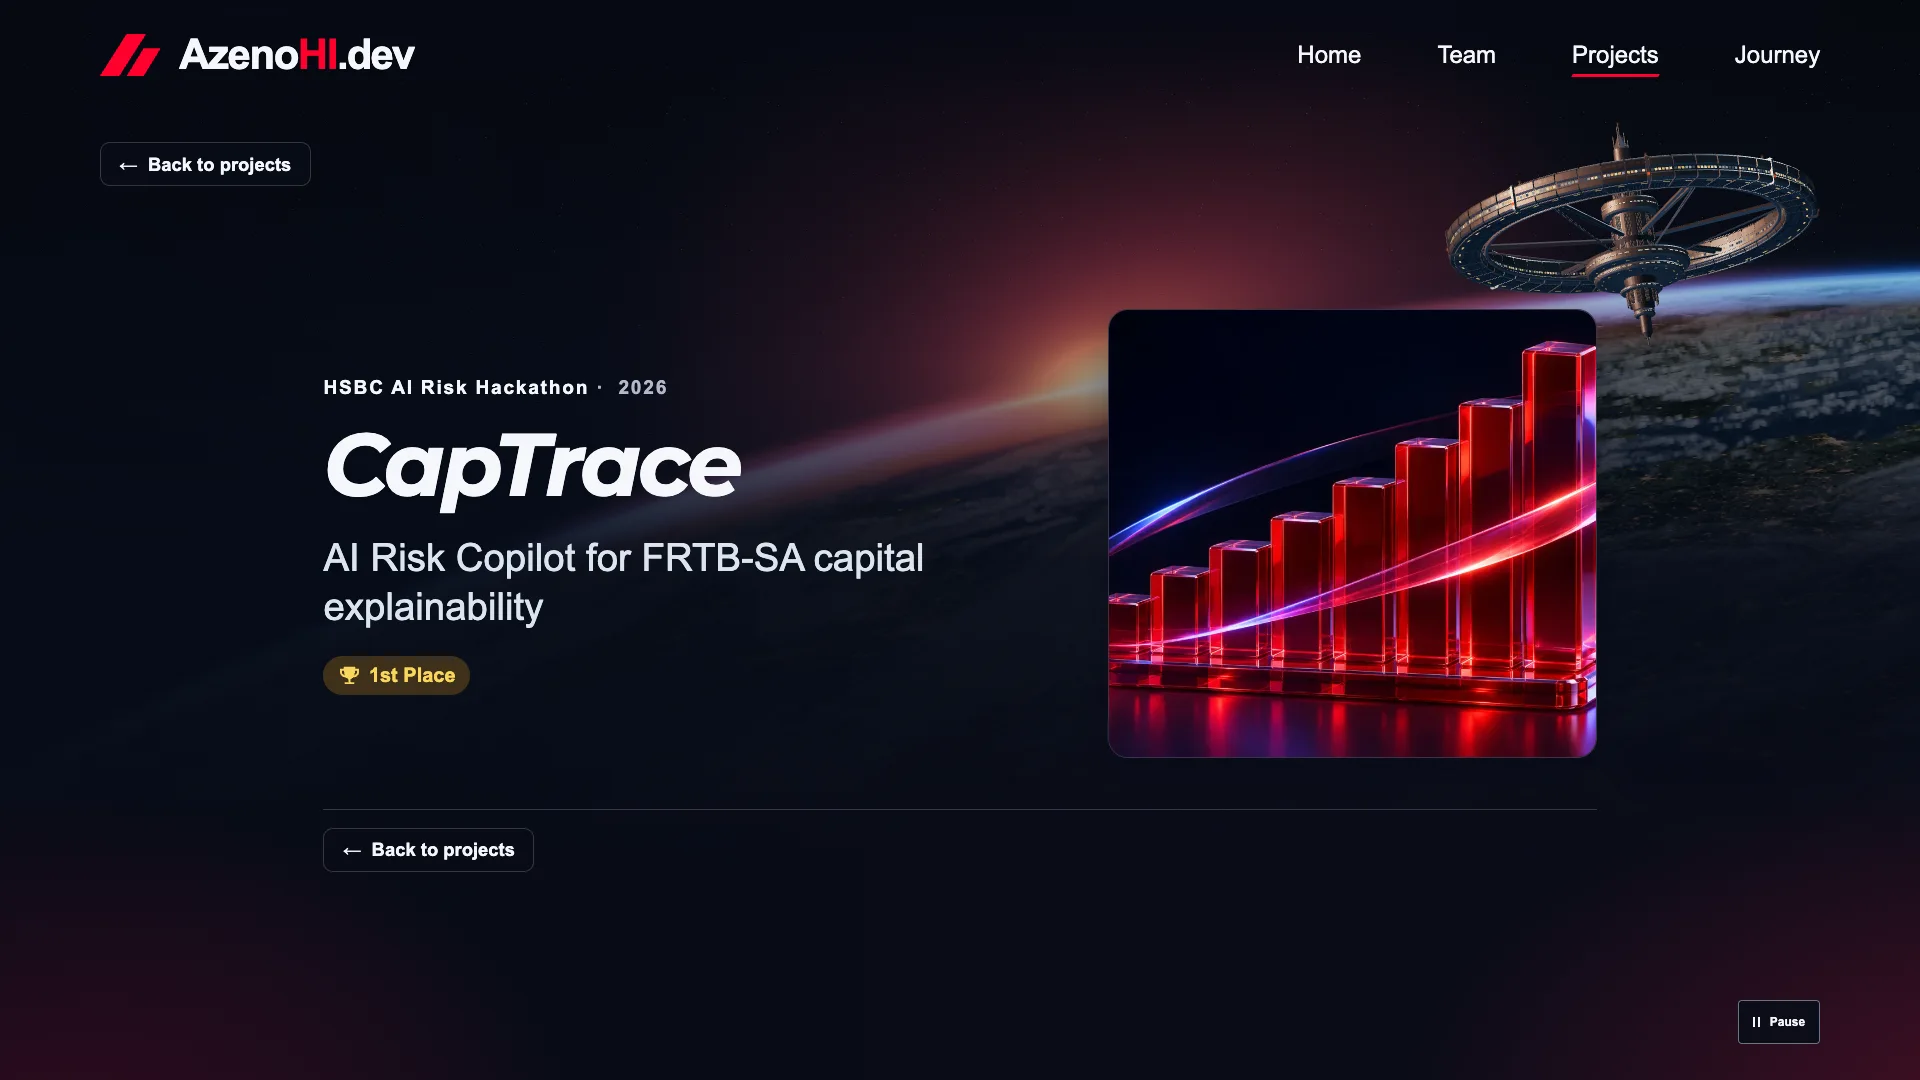 AzenoHI.dev
Home
Team
Projects
Journey
← Back to projects
HSBC AI Risk Hackathon · 2026
CapTrace
AI Risk Copilot for FRTB-SA capital
explainability
1st Place
← Back to projects
Pause